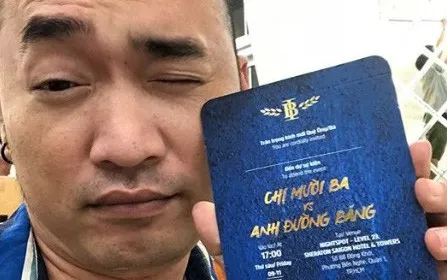 Trân trọng kính mời Quý Ông/Bà
You are cordially invited
Đến dự sự kiện
To attend the event
CHỊ MƯỜI BA
VS
ANH ĐƯỜNG BĂNG
Vào lúc/ At
17:00
Thứ sáu/ Friday
09-11
Tại/ Venue
NIGHTSPOT - LEVEL 23,
SHERATON SAIGON HOTEL & TOWERS
Số 88 Đồng Khởi,
Phường Bến Nghé, Quận 1,
TP.HCM